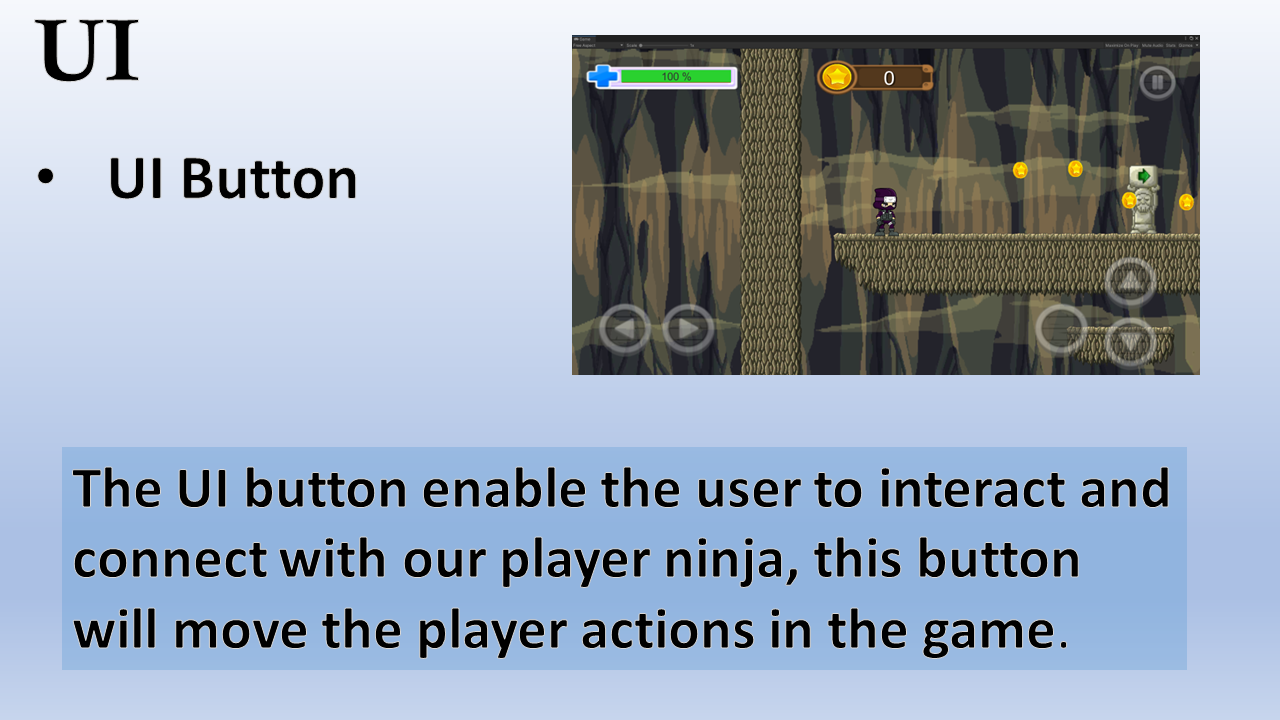 UI
• UI Button
Game
100 %
0
The UI button enable the user to interact and
connect with our player ninja, this button
will move the player actions in the game.